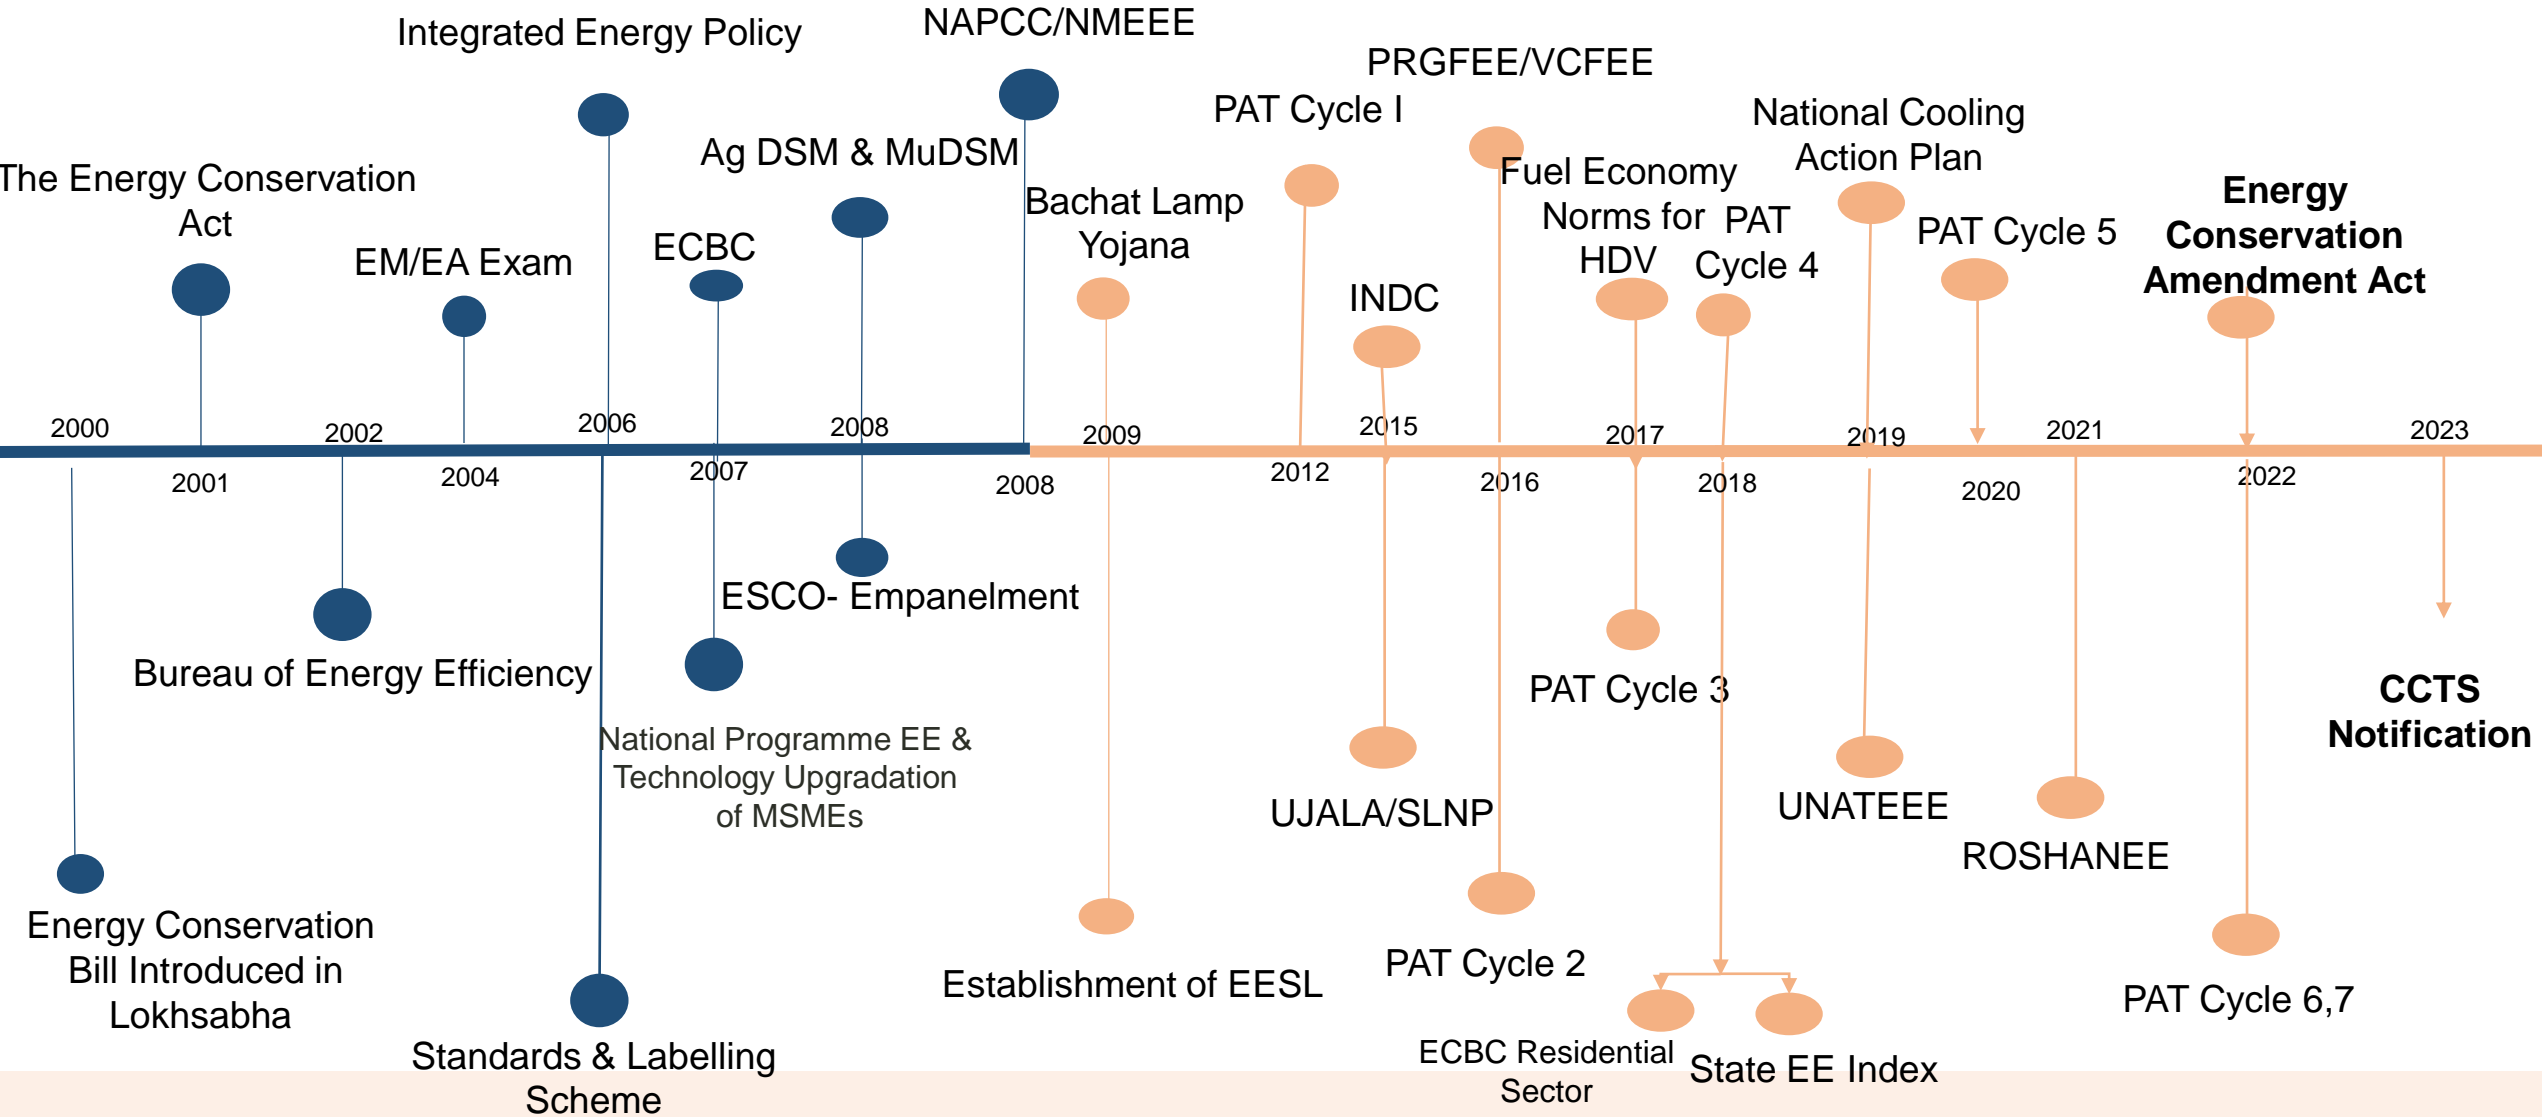 Integrated Energy Policy
NAPCC/NMEEE
PRGFEE/VCFEE
PAT Cycle I
National Cooling
Action Plan
Ag DSM & MuDSM
The Energy Conservation
Act
Bachat Lamp
Yojana
Fuel Economy
Norms for
HDV
PAT
Cycle 4
PAT Cycle 5
Energy
Conservation
Amendment Act
EM/EA Exam
ECBC
INDC
2000
2002
2006
2008
2009
2015
2017
2019
2021
2023
2001
2004
2007
2008
2012
2016
2018
2020
2022
ESCO- Empanelment
Bureau of Energy Efficiency
PAT Cycle 3
CCTS
Notification
National Programme EE &
Technology Upgradation
of MSMEs
UJALA/SLNP
UNATEEE
ROSHANEE
Energy Conservation
Bill Introduced in
Lokhsabha
Establishment of EESL
PAT Cycle 2
PAT Cycle 6,7
Standards & Labelling
Scheme
ECBC Residential
Sector
State EE Index